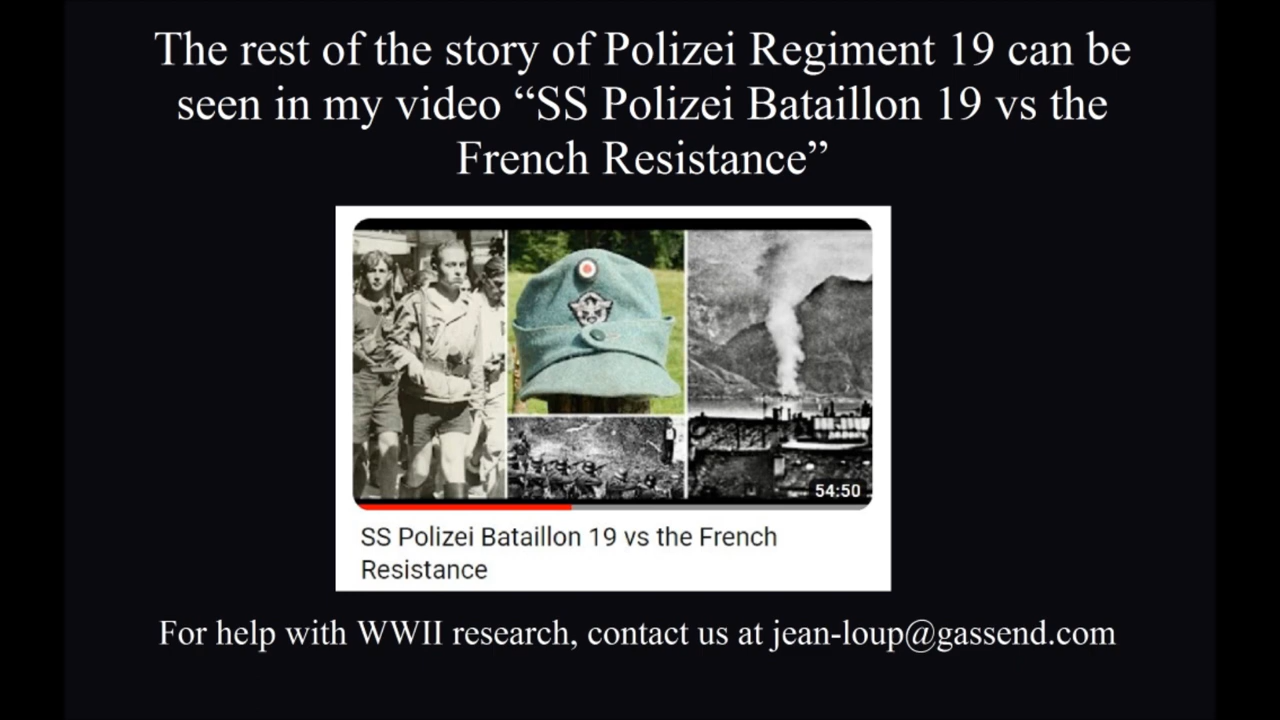 The rest of the story of Polizei Regiment 19 can be
seen in my video “SS Polizei Bataillon 19 vs the
French Resistance”
54:50
SS Polizei Bataillon 19 vs the French
Resistance
For help with WWII research, contact us at jean-loup@gassend.com